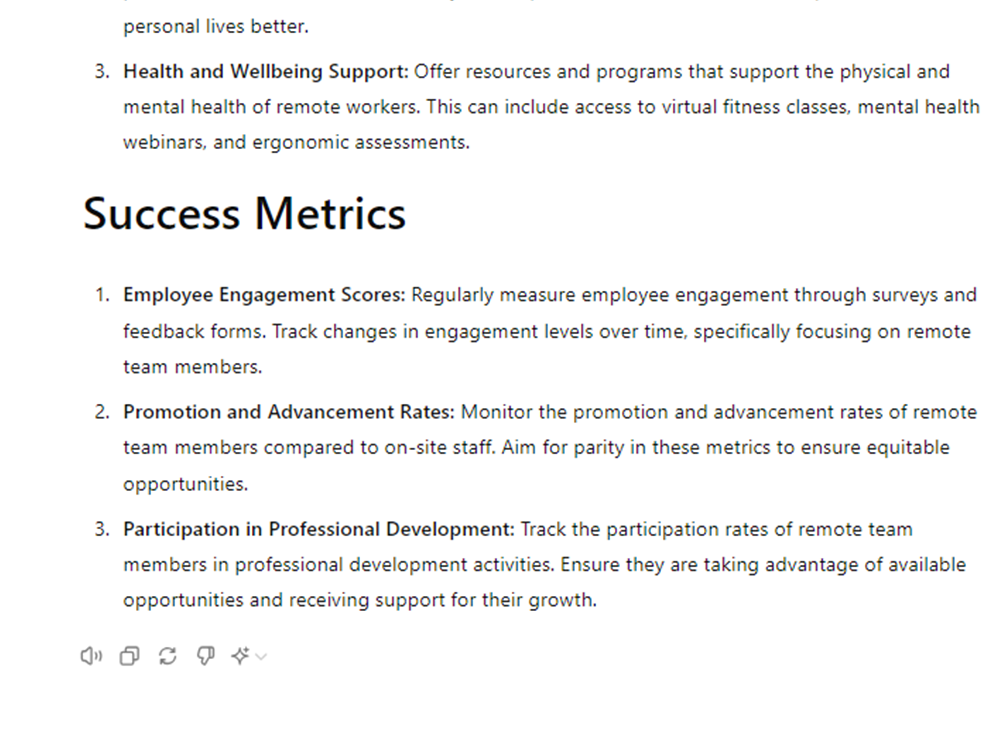 personal lives better.
3. Health and Wellbeing Support: Offer resources and programs that support the physical and
mental health of remote workers. This can include access to virtual fitness classes, mental health
webinars, and ergonomic assessments.
Success Metrics
1. Employee Engagement Scores: Regularly measure employee engagement through surveys and
feedback forms. Track changes in engagement levels over time, specifically focusing on remote
team members.
2. Promotion and Advancement Rates: Monitor the promotion and advancement rates of remote
team members compared to on-site staff. Aim for parity in these metrics to ensure equitable
opportunities.
3. Participation in Professional Development: Track the participation rates of remote team
members in professional development activities. Ensure they are taking advantage of available
opportunities and receiving support for their growth.